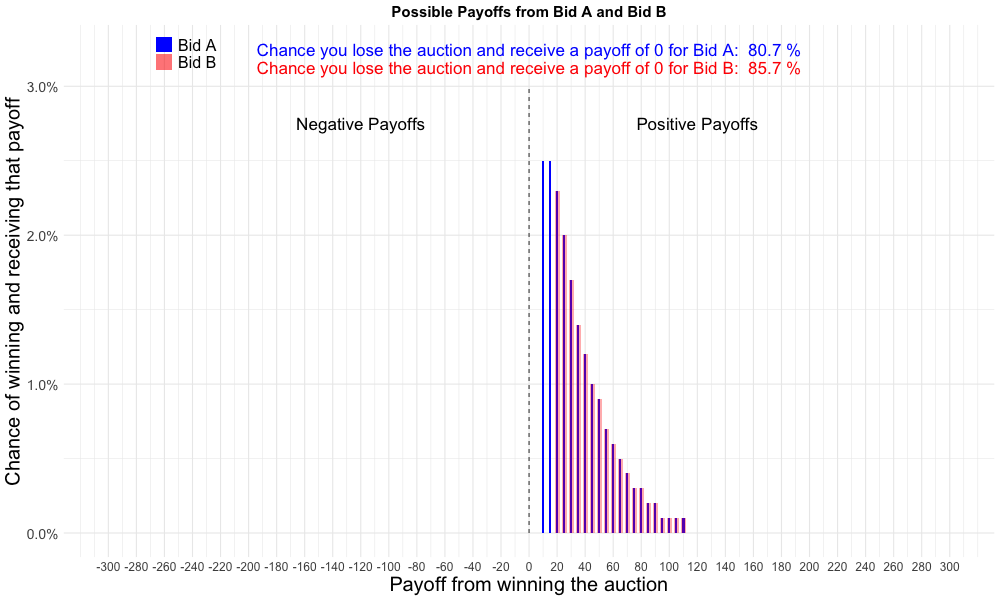 Possible Payoffs from Bid A and Bid B
Bid A
Bid B
Chance you lose the auction and receive a payoff of 0 for Bid A: 80.7 %
Chance you lose the auction and receive a payoff of 0 for Bid B: 85.7 %
Negative Payoffs
Positive Payoffs
Chance of winning and receiving that payoff
3.0%
2.0%
1.0%
0.0%
-300 -280 -260 -240 -220 -200 -180 -160 -140 -120 -100 -80 -60 -40 -20 0 20 40 60 80 100 120 140 160 180 200 220 240 260 280 300
Payoff from winning the auction